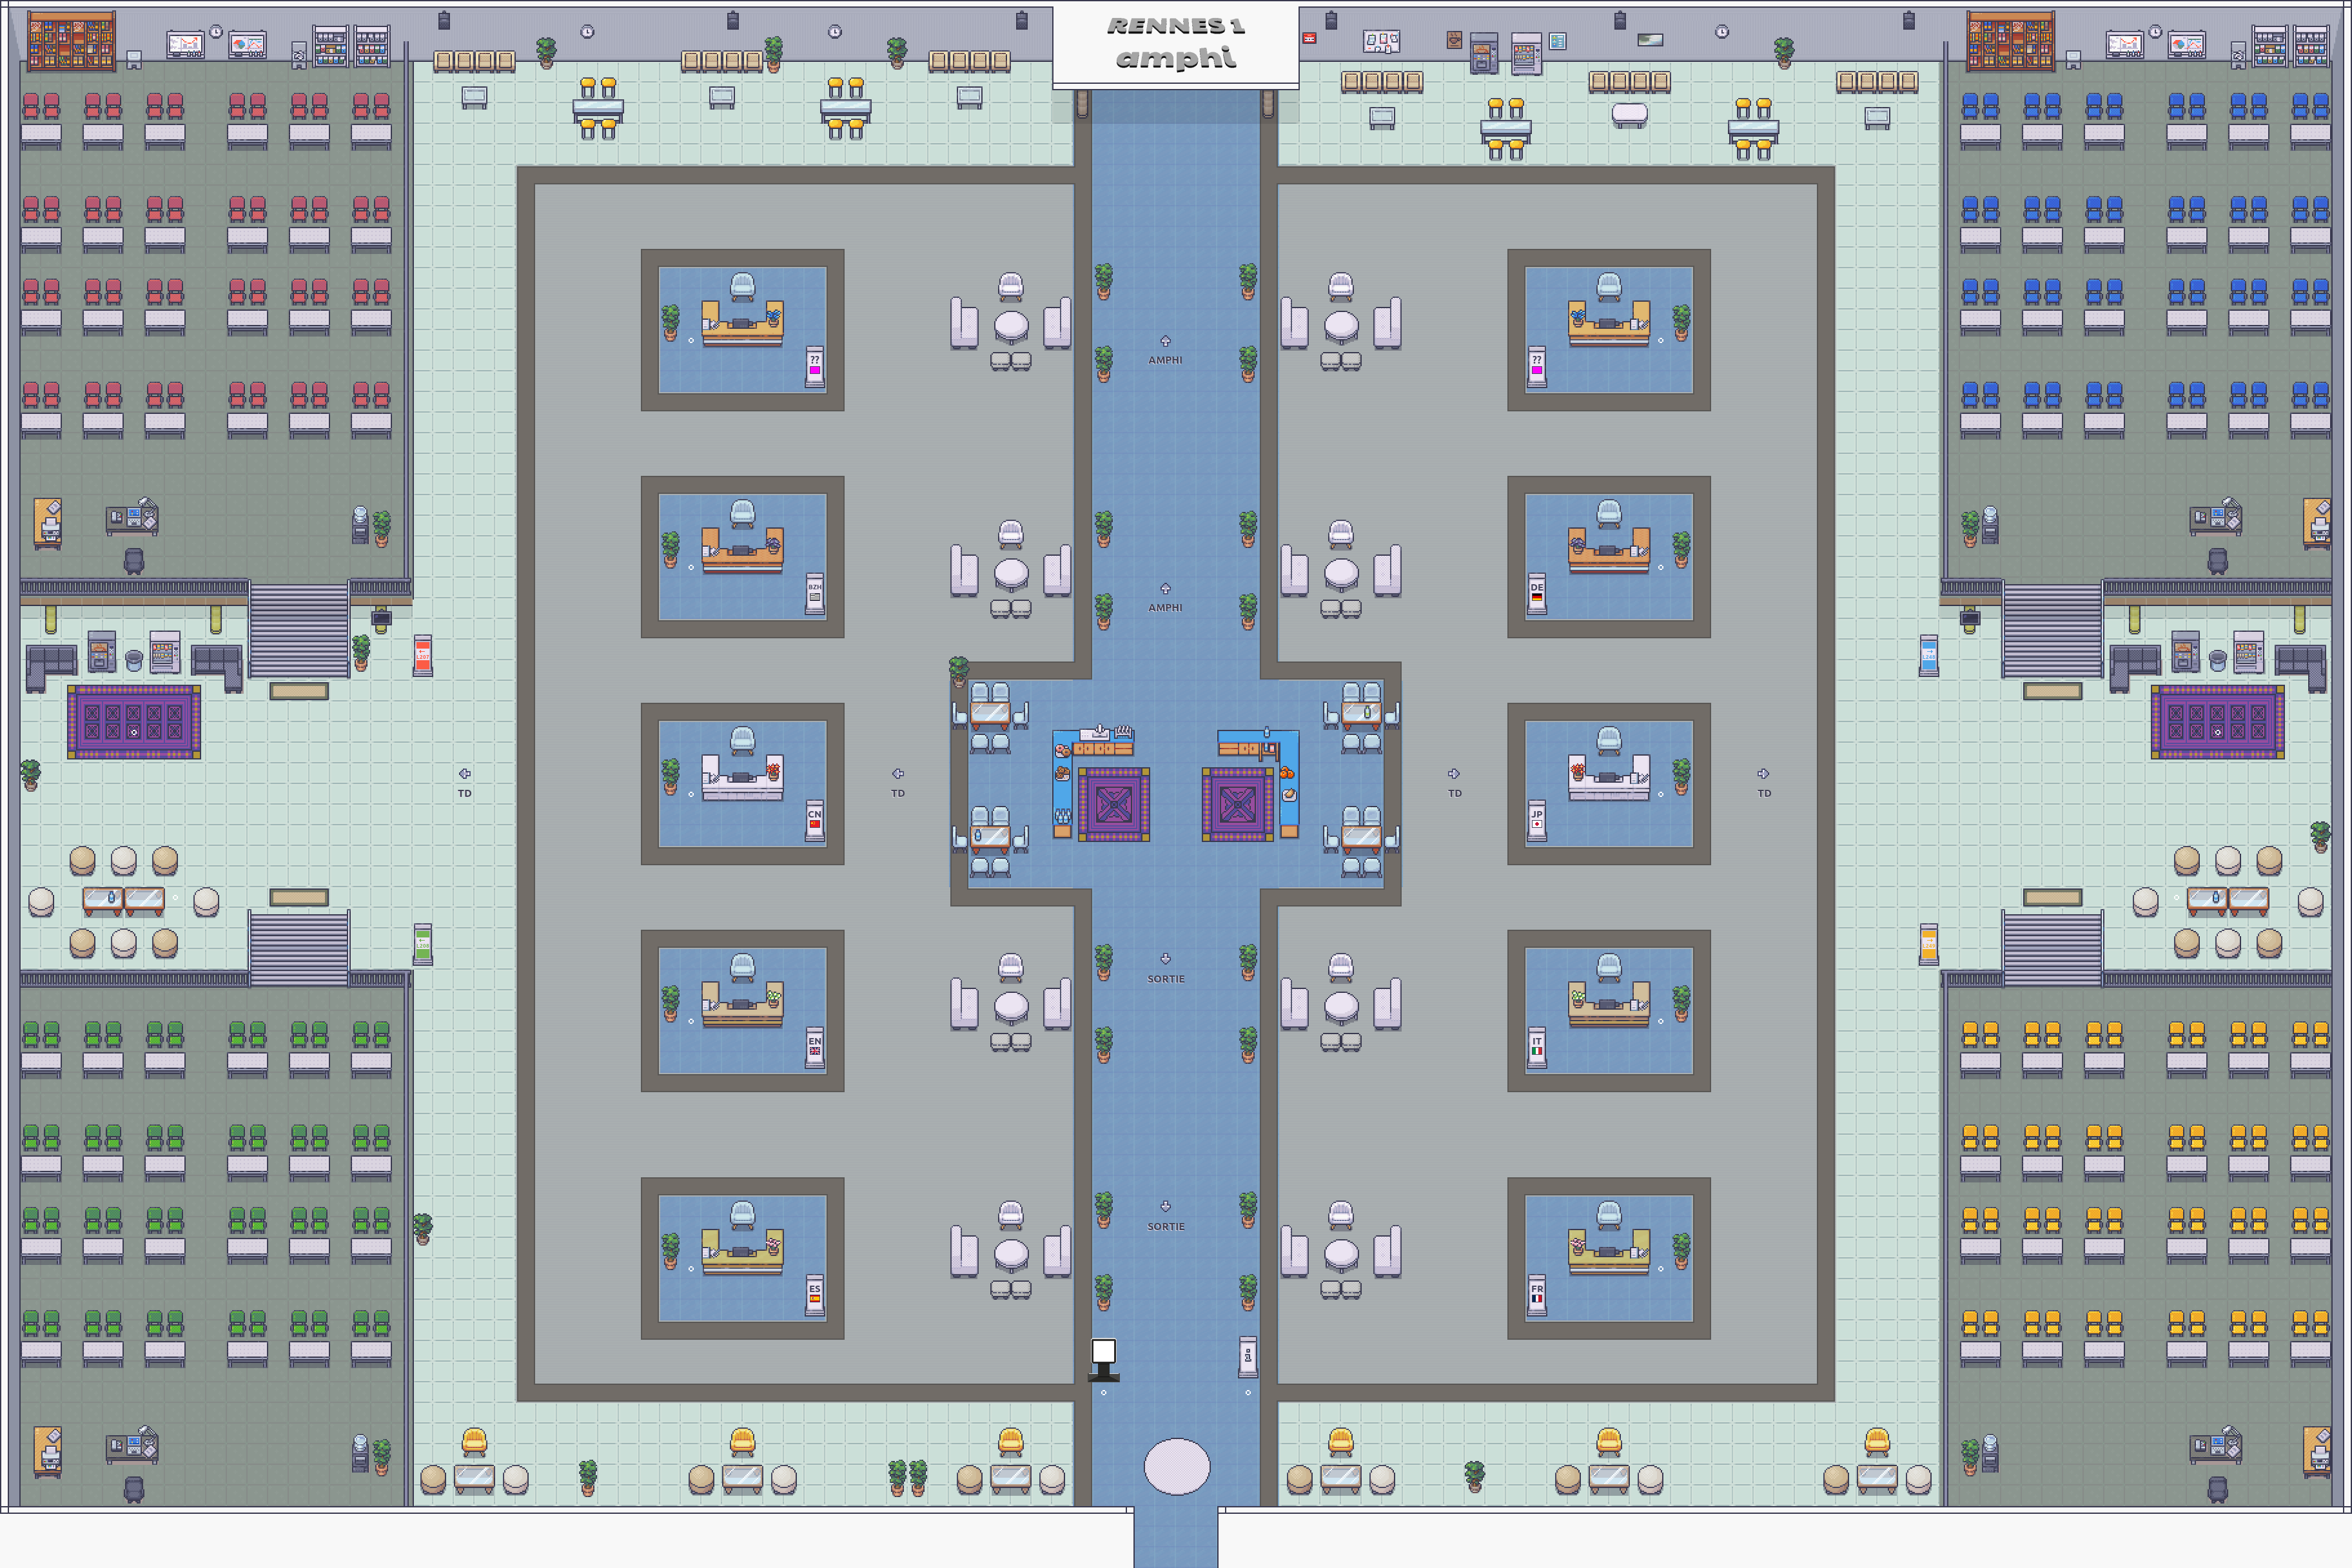 RENNES 1
amphi
??
??
AMPHI
BZH
DE
AMPHI
TD
TD
TD
TD
CN
JP
SORTIE
EN
IT
SORTIE
ES
FR